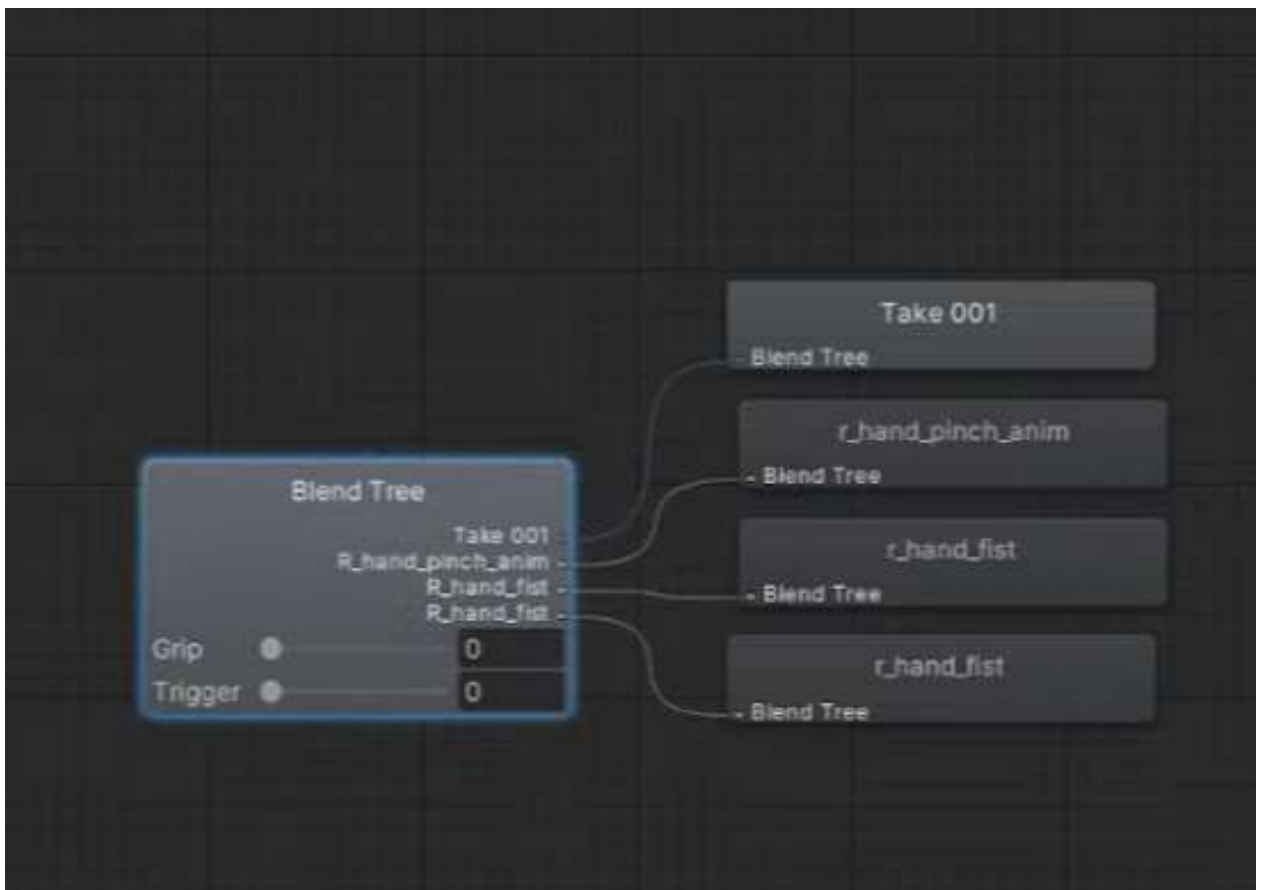 Take 001
Blend Tree
r_hand_pinch_anim
Blend Tree
r_hand_fist
Blend Tree
r_hand_fist
Blend Tree
Blend Tree
Take 001
R_hand_pinch_anim
R_hand_fist
R_hand_fist
Grip 0
Trigger 0